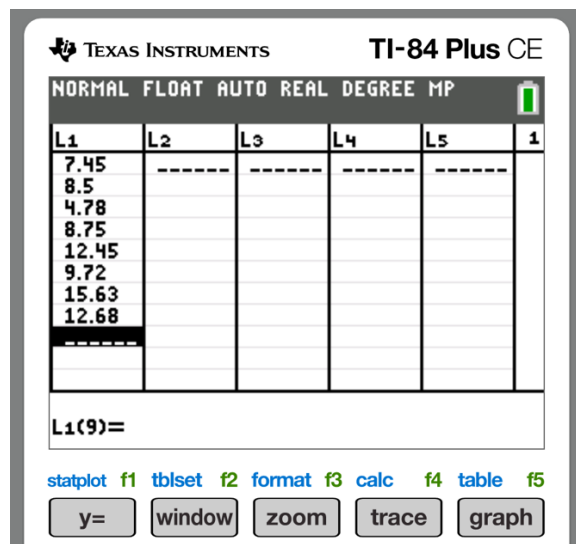 TEXAS INSTRUMENTS TI-84 Plus CE
NORMAL FLOAT AUTO REAL DEGREE MP
L1 L2 L3 L4 L5 1
7.45 ------ ------ ------ ------
8.5
4.78
8.75
12.45
9.72
15.63
12.68
------
L1(9)=
statplot f1 tblset f2 format f3 calc f4 table f5
y= window zoom trace graph